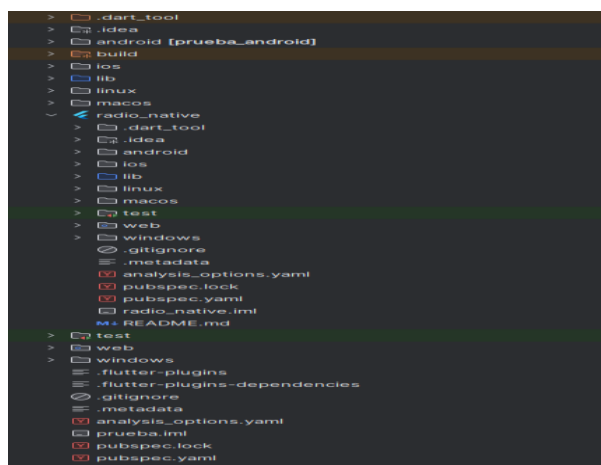 .dart_tool
.idea
android [prueba_android]
build
ios
lib
linux
macos
radio_native
.dart_tool
.idea
android
ios
lib
linux
macos
test
web
windows
.gitignore
.metadata
analysis_options.yaml
pubspec.lock
pubspec.yaml
radio_native.iml
M↓ README.md
test
web
windows
.flutter-plugins
.flutter-plugins-dependencies
.gitignore
.metadata
analysis_options.yaml
prueba.iml
pubspec.lock
pubspec.yaml